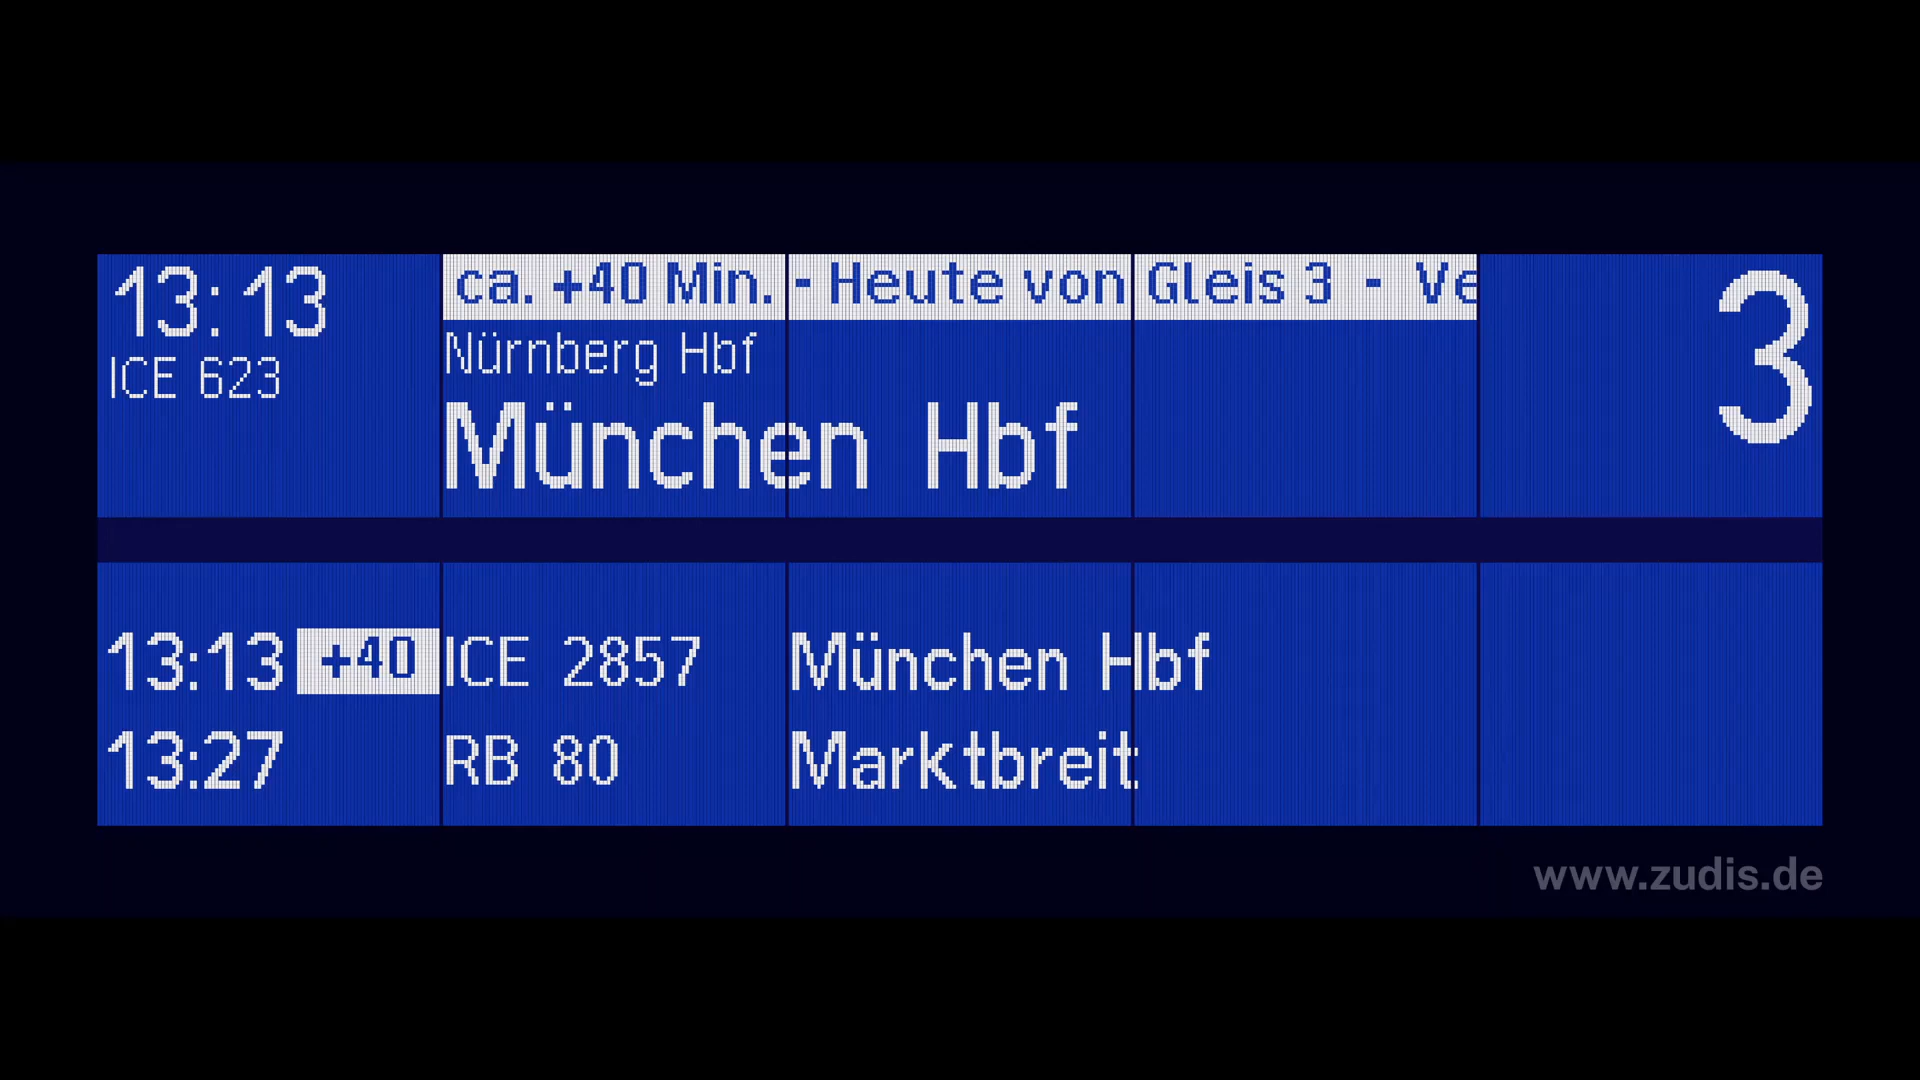 13:13
ca. +40 Min. - Heute von Gleis 3 - Ve
3
ICE 623
Nürnberg Hbf
München Hbf
13:13 +40 ICE 2857 München Hbf
13:27 RB 80 Marktbreit
www.zudis.de